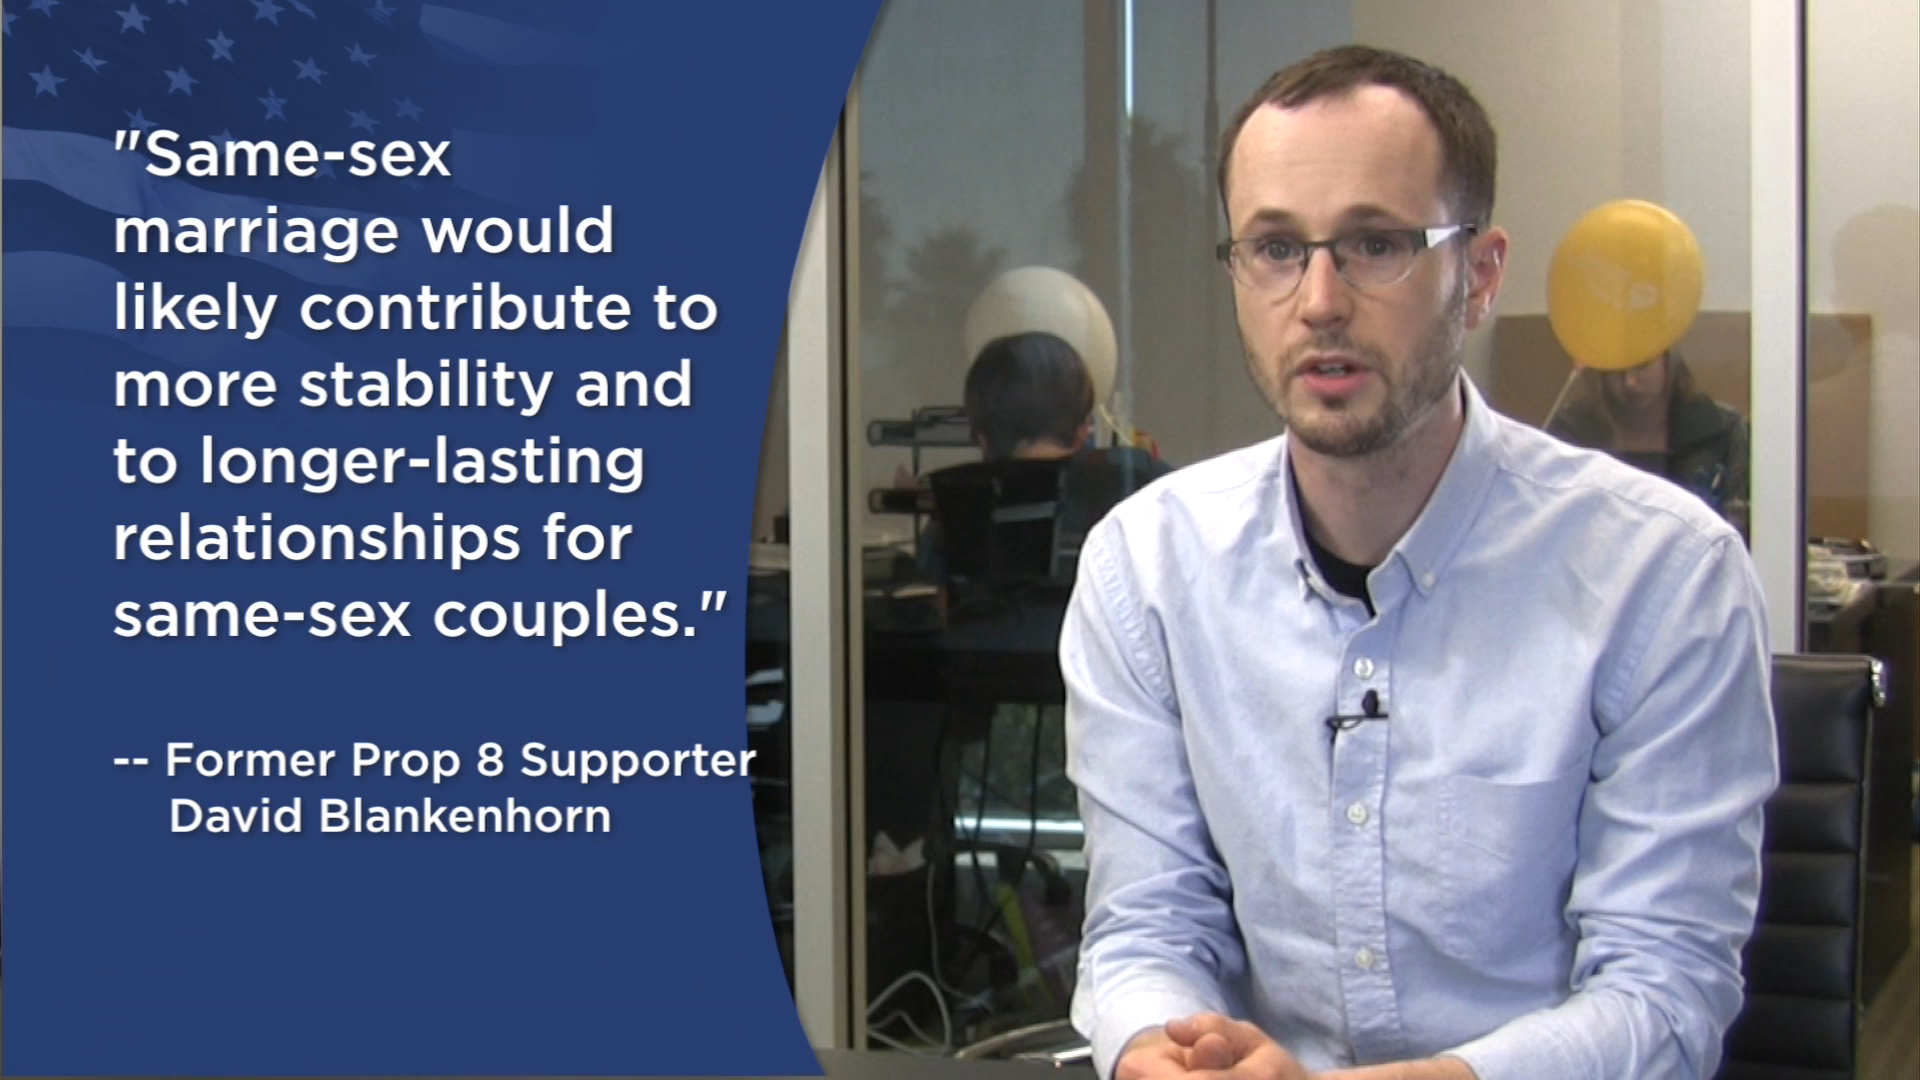 "Same-sex
marriage would
likely contribute to
more stability and
to longer-lasting
relationships for
same-sex couples."
-- Former Prop 8 Supporter
David Blankenhorn